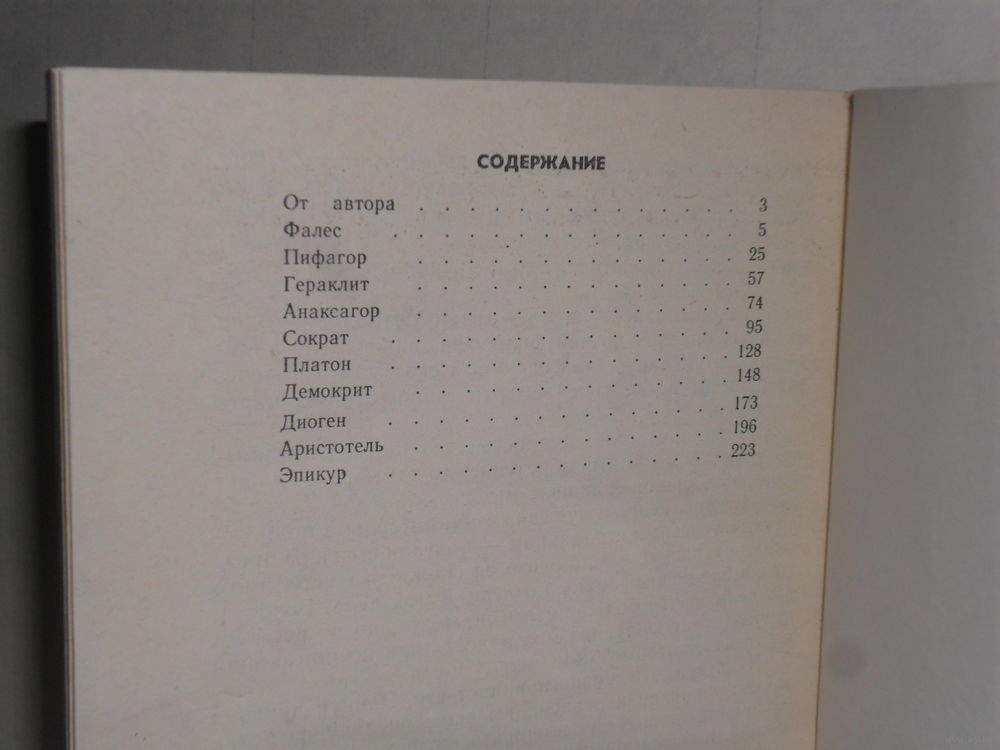 СОДЕРЖАНИЕ
От автора . . . . . . . . . . . . . . 3
Фалес . . . . . . . . . . . . . . . 5
Пифагор . . . . . . . . . . . . . . 25
Гераклит . . . . . . . . . . . . . . 57
Анаксагор . . . . . . . . . . . . . . 74
Сократ . . . . . . . . . . . . . . . 95
Платон . . . . . . . . . . . . . . . 128
Демокрит . . . . . . . . . . . . . . 148
Диоген . . . . . . . . . . . . . . . 173
Аристотель . . . . . . . . . . . . . . 196
Эпикур . . . . . . . . . . . . . . . 223